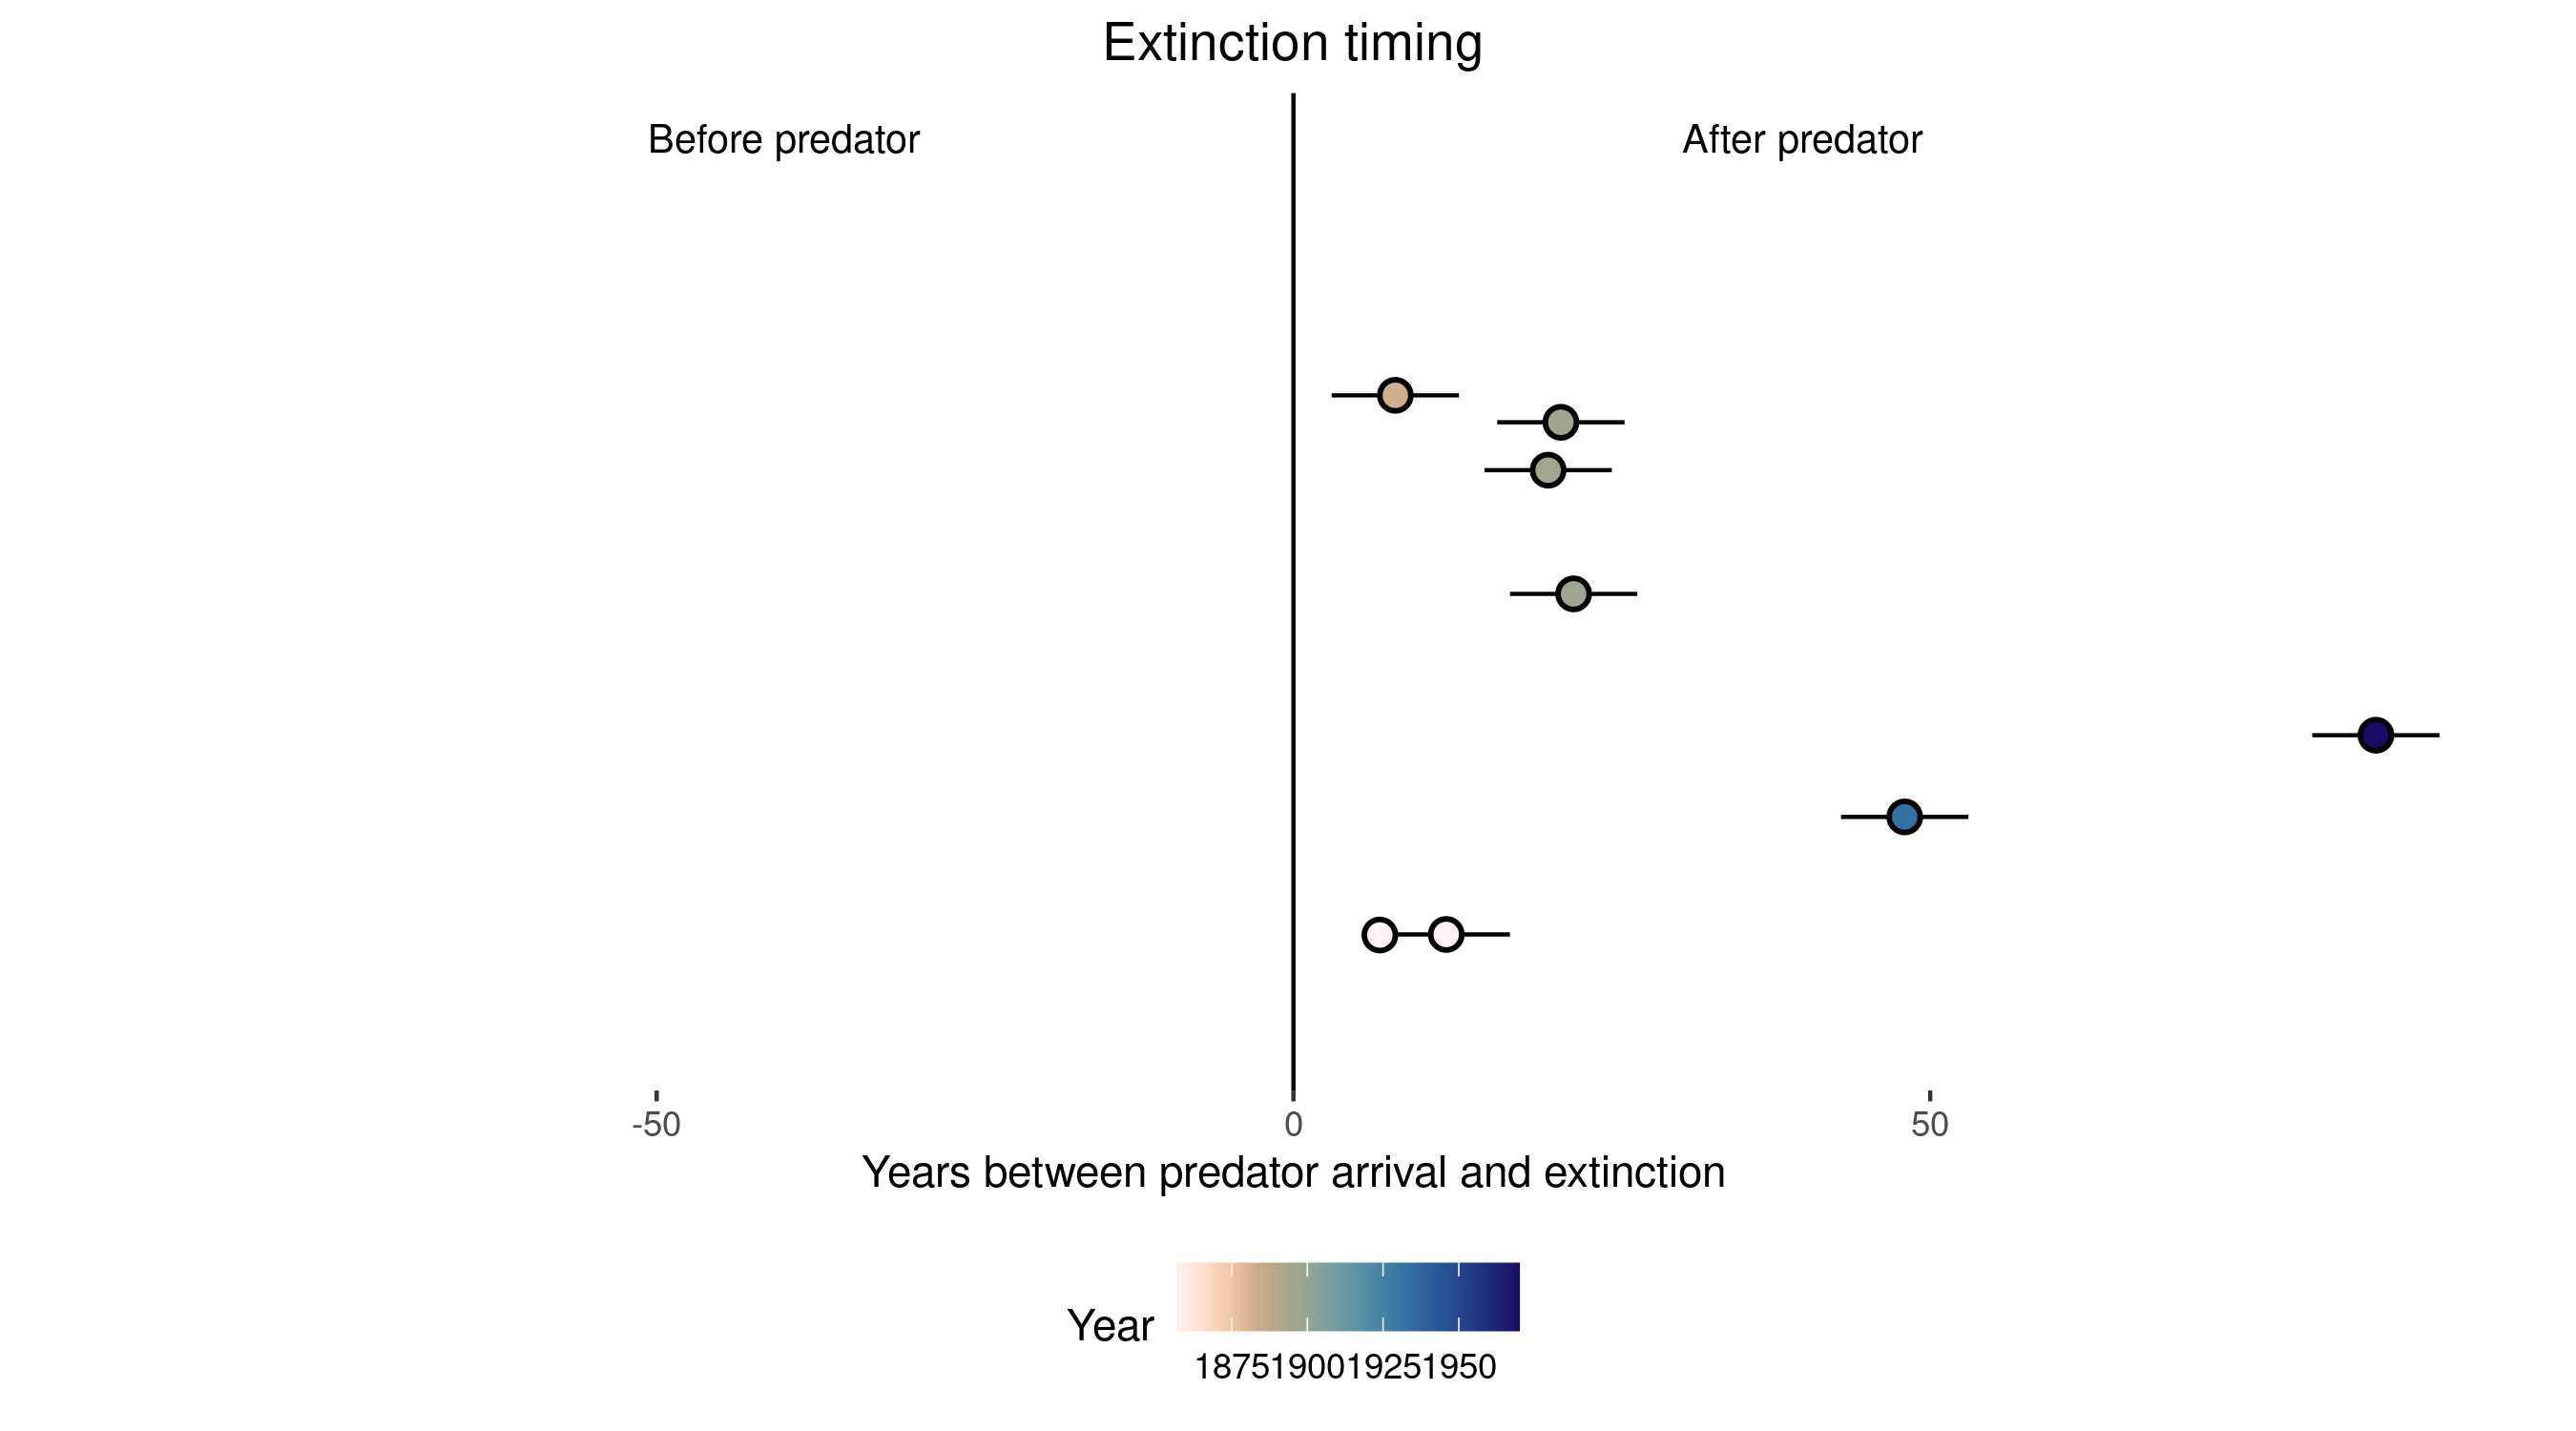 Extinction timing
Before predator
After predator
-50
0
50
Years between predator arrival and extinction
Year
1875190019251950